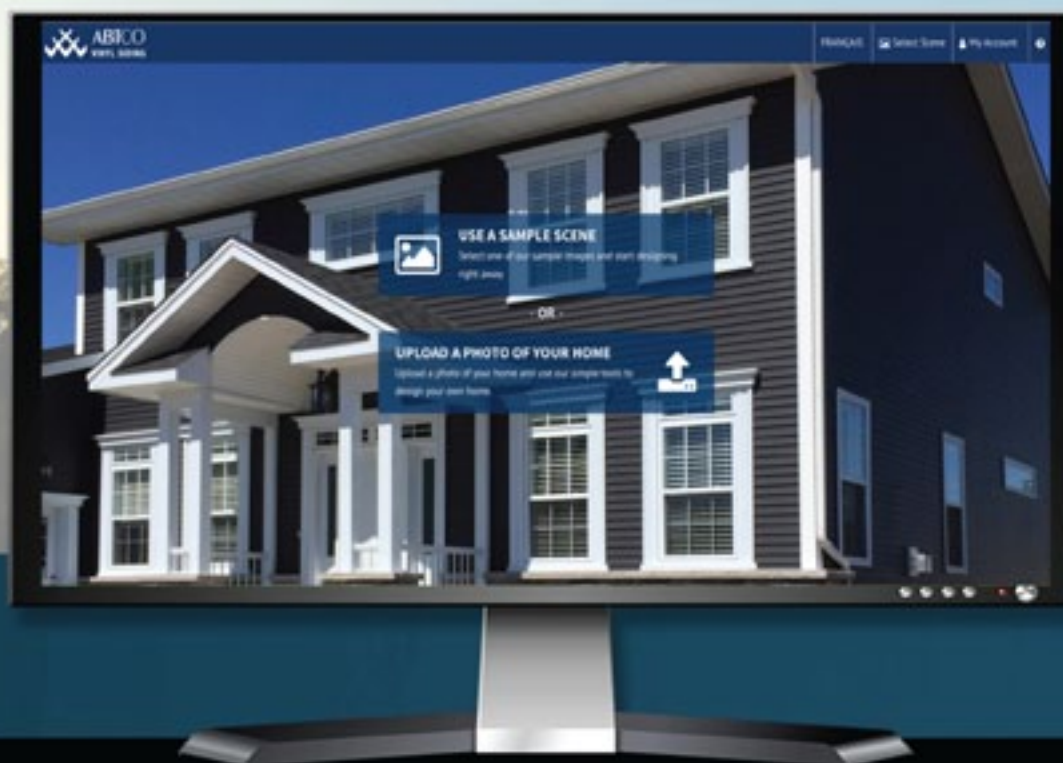 ABTCO
VINYL SIDING
FRANÇAIS
Select Scene
My Account
USE A SAMPLE SCENE
Select one of our sample images and start designing
right away
- OR -
UPLOAD A PHOTO OF YOUR HOME
Upload a photo of your home and use our simple tools to
design your own home